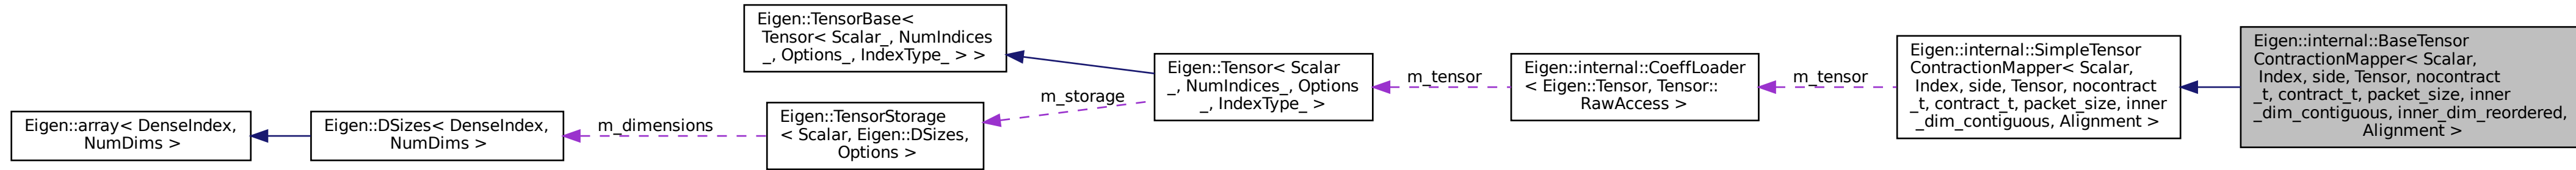 Eigen::TensorBase<
Tensor< Scalar_, NumIndices
_, Options_, IndexType_ > >
Eigen::array< DenseIndex,
NumDims >
Eigen::DSizes< DenseIndex,
NumDims >
m_dimensions
Eigen::TensorStorage
< Scalar, Eigen::DSizes,
Options >
m_storage
Eigen::Tensor< Scalar
_, NumIndices_, Options
_, IndexType_ >
m_tensor
Eigen::internal::CoeffLoader
< Eigen::Tensor, Tensor::
RawAccess >
m_tensor
Eigen::internal::SimpleTensor
ContractionMapper< Scalar,
Index, side, Tensor, nocontract
_t, contract_t, packet_size, inner
_dim_contiguous, Alignment >
Eigen::internal::BaseTensor
ContractionMapper< Scalar,
Index, side, Tensor, nocontract
_t, contract_t, packet_size, inner
_dim_contiguous, inner_dim_reordered,
Alignment >